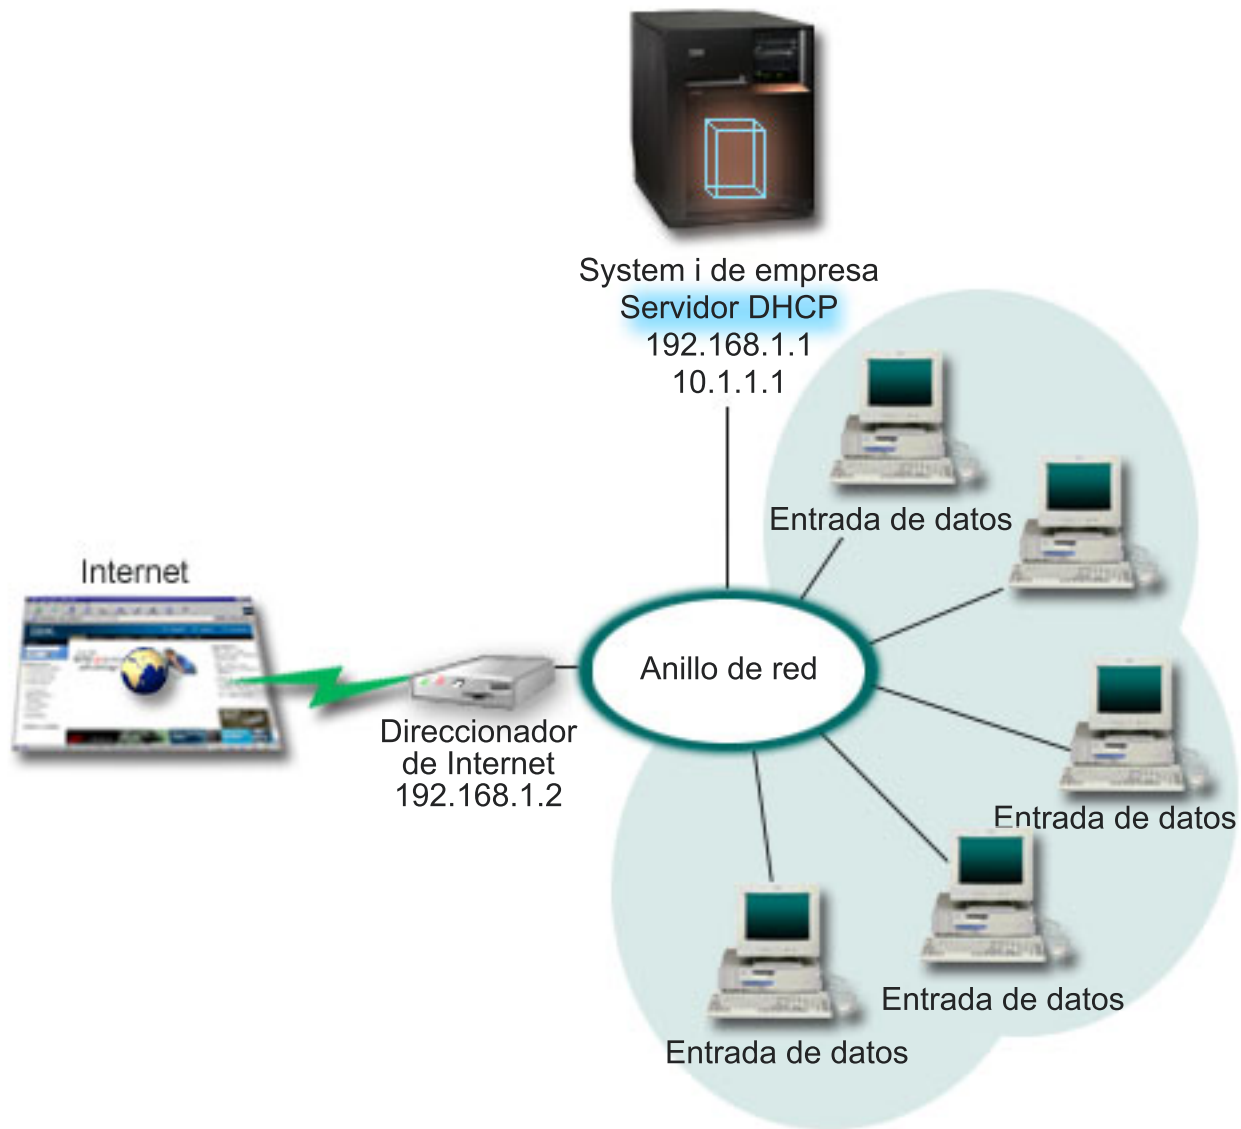 System i de empresa
Servidor DHCP
192.168.1.1
10.1.1.1
Entrada de datos
Internet
Anillo de red
Direccionador
de Internet
192.168.1.2
Entrada de datos
Entrada de datos
Entrada de datos